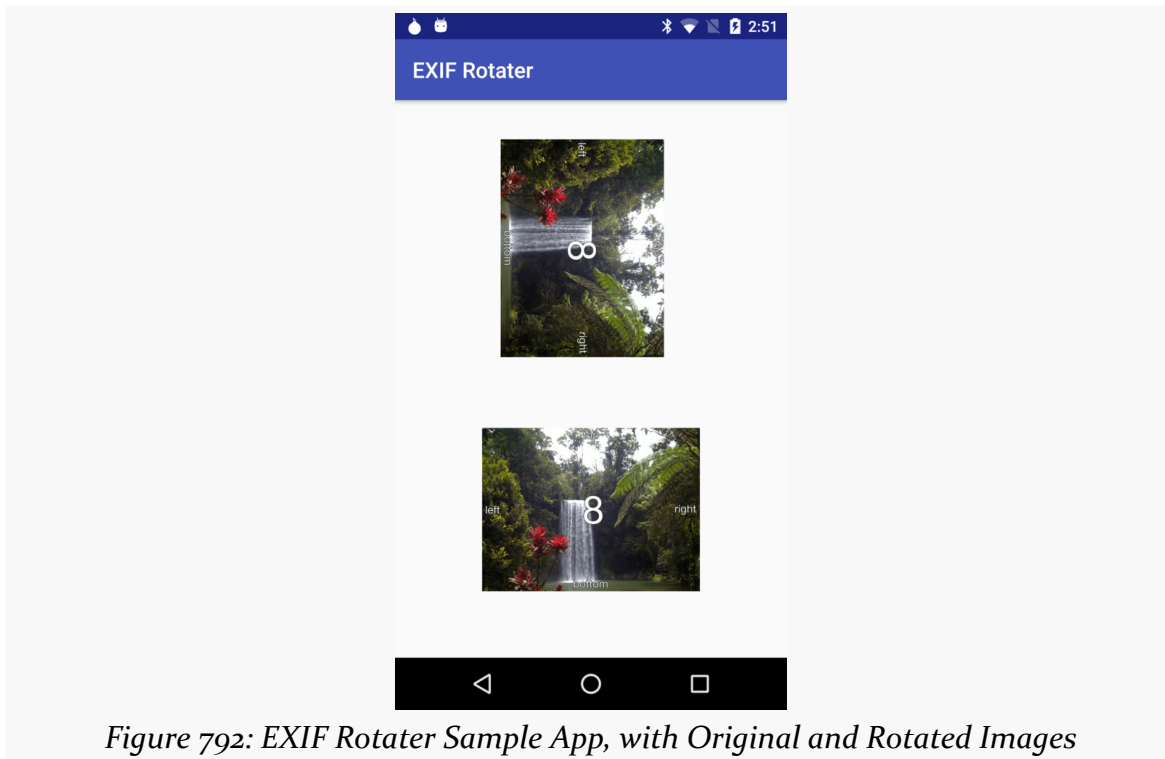 2:51
EXIF Rotater
left
8
bottom
right
8
left
right
bottom
Figure 792: EXIF Rotater Sample App, with Original and Rotated Images